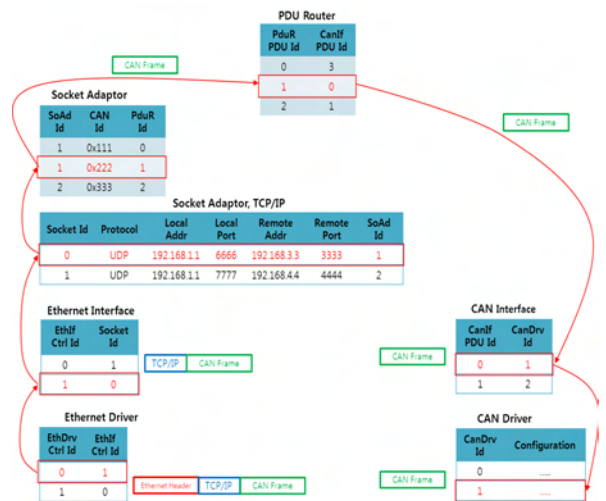 PDU Router
PduR PDU Id CanIf PDU Id
0 3
1 0
2 1
CAN Frame
CAN Frame
Socket Adaptor
SoAd Id CAN Id PduR Id
1 0x111 0
1 0x222 1
2 0x333 2
Socket Adaptor, TCP/IP
Socket Id Protocol Local Addr Local Port Remote Addr Remote Port SoAd Id
0 UDP 192.168.1.1 6666 192.168.3.3 3333 1
1 UDP 192.168.1.1 7777 192.168.4.4 4444 2
Ethernet Interface
EthIf Ctrl Id Socket Id
0 1
1 0
TCP/IP CAN Frame
CAN Interface
CanIf PDU Id CanDrv Id
0 1
1 2
CAN Frame
Ethernet Driver
EthDrv Ctrl Id EthIf Ctrl Id
0 1
1 0
Ethernet Header TCP/IP CAN Frame
CAN Driver
CanDrv Id Configuration
0 ....
1 ....
CAN Frame